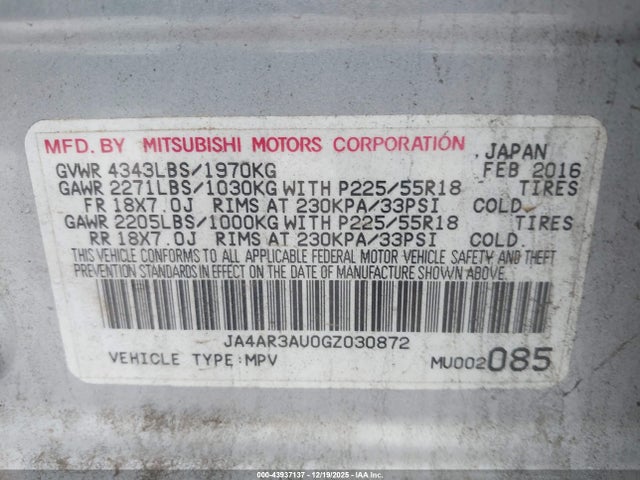 MFD. BY MITSUBISHI MOTORS CORPORATION JAPAN
GVWR 4343LBS/1970KG FEB 2016
GAWR 2271LBS/1030KG WITH P225/55R18 TIRES
FR 18X7.0J RIMS AT 230KPA/33PSI COLD.
GAWR 2205LBS/1000KG WITH P225/55R18 TIRES
RR 18X7.0J RIMS AT 230KPA/33PSI COLD.
THIS VEHICLE CONFORMS TO ALL APPLICABLE FEDERAL MOTOR VEHICLE SAFETY AND THEFT
PREVENTION STANDARDS IN EFFECT ON THE DATE OF MANUFACTURE SHOWN ABOVE.
JA4AR3AU0GZ030872
VEHICLE TYPE:MPV MU002085
000-43937137 - 12/19/2025 - IAAI.COM